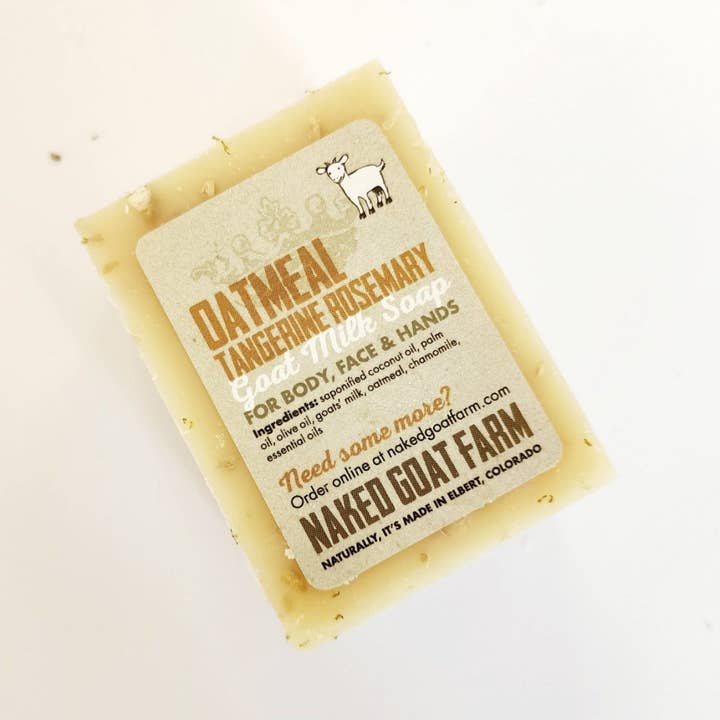 OATMEAL
TANGERINE ROSEMARY
Goat Milk Soap
FOR BODY, FACE & HANDS
Ingredients: saponified coconut oil, palm
oil, olive oil, goats' milk, oatmeal, chamomile,
essential oils
Need some more?
Order online at nakedgoatfarm.com
NAKED GOAT FARM
NATURALLY, IT'S MADE IN ELBERT, COLORADO